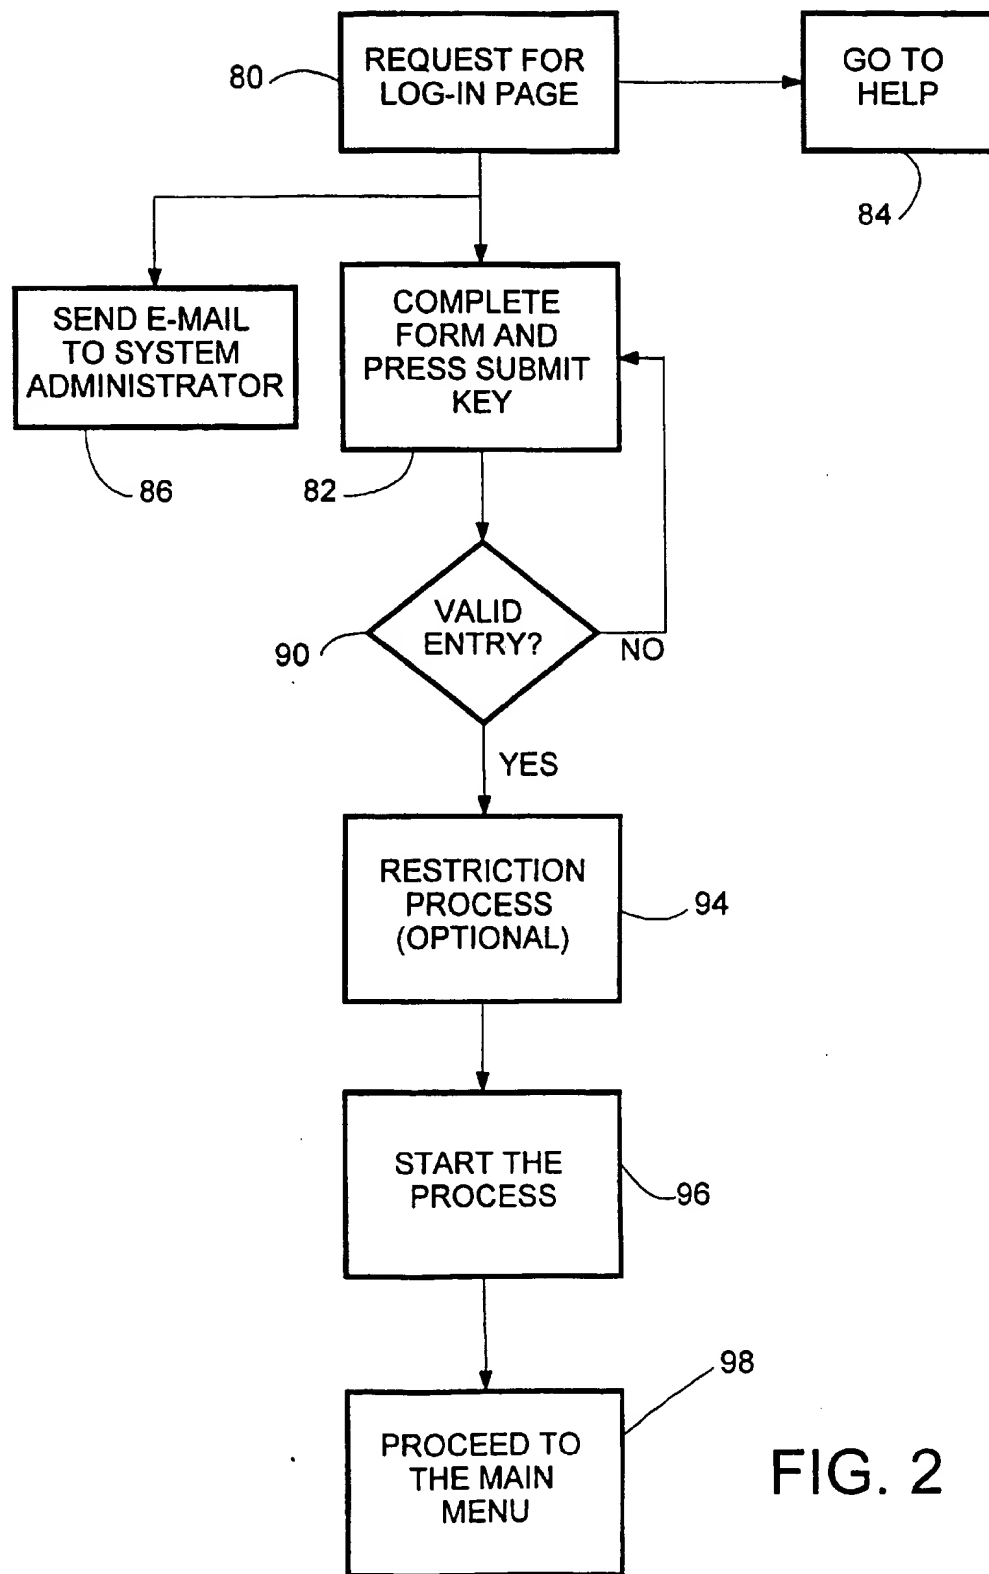 80
REQUEST FOR
LOG-IN PAGE
GO TO
HELP
84
SEND E-MAIL
TO SYSTEM
ADMINISTRATOR
86
COMPLETE
FORM AND
PRESS SUBMIT
KEY
82
VALID
ENTRY?
90
NO
YES
RESTRICTION
PROCESS
(OPTIONAL)
94
START THE
PROCESS
96
98
PROCEED TO
THE MAIN
MENU
FIG. 2